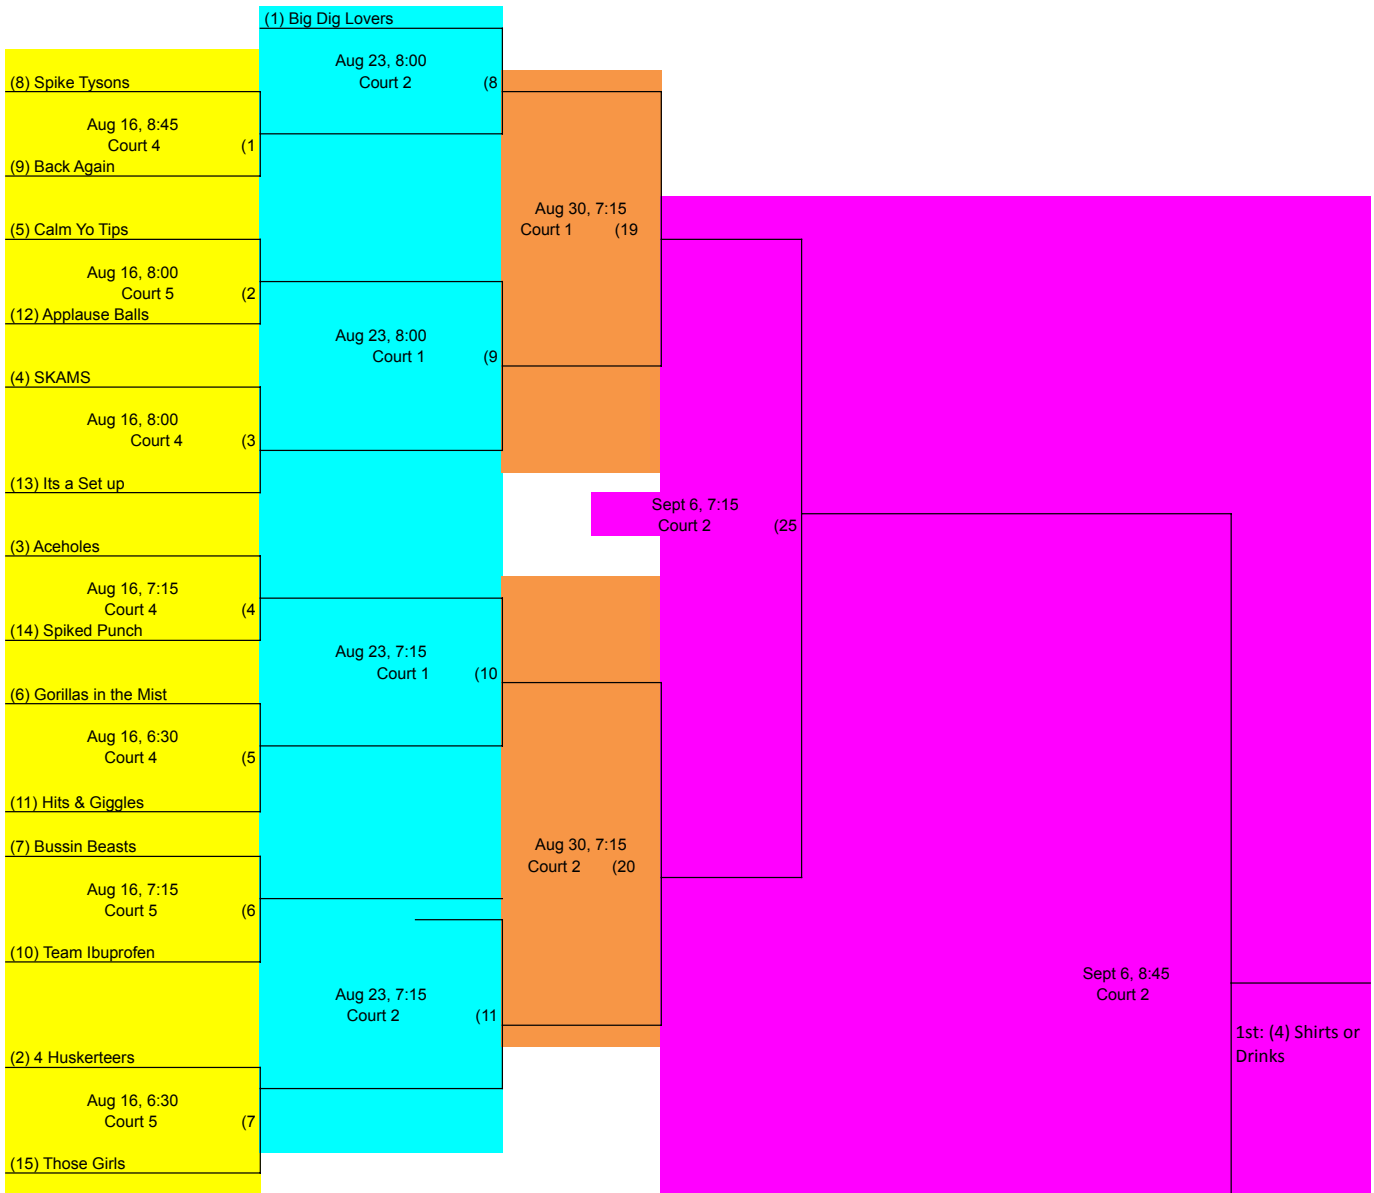 (1) Big Dig Lovers
Aug 23, 8:00
Court 2 (8
(8) Spike Tysons
Aug 16, 8:45
Court 4 (1
(9) Back Again
Aug 30, 7:15
Court 1 (19
(5) Calm Yo Tips
Aug 16, 8:00
Court 5 (2
(12) Applause Balls
Aug 23, 8:00
Court 1 (9
(4) SKAMS
Aug 16, 8:00
Court 4 (3
(13) Its a Set up
Sept 6, 7:15
Court 2 (25
(3) Aceholes
Aug 16, 7:15
Court 4 (4
(14) Spiked Punch
Aug 23, 7:15
Court 1 (10
(6) Gorillas in the Mist
Aug 16, 6:30
Court 4 (5
(11) Hits & Giggles
(7) Bussin Beasts
Aug 30, 7:15
Court 2 (20
Aug 16, 7:15
Court 5 (6
(10) Team Ibuprofen
Aug 23, 7:15
Court 2 (11
Sept 6, 8:45
Court 2
1st: (4) Shirts or
Drinks
(2) 4 Huskerteers
Aug 16, 6:30
Court 5 (7
(15) Those Girls